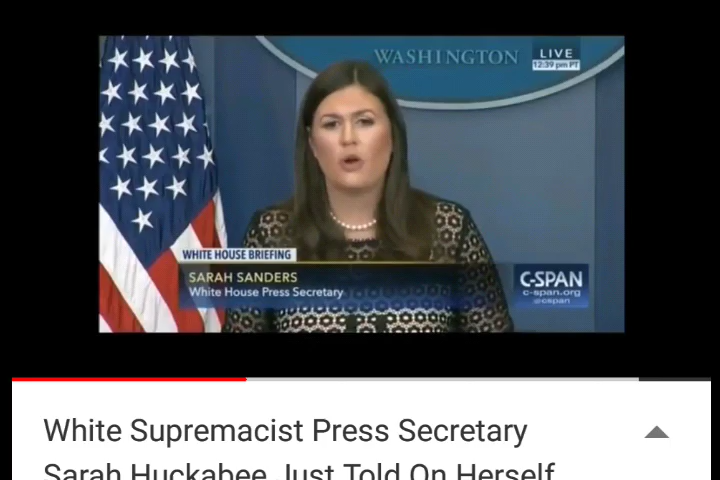 WASHINGTON
LIVE
12:39 pm PT
WHITE HOUSE BRIEFING
SARAH SANDERS
White House Press Secretary
C-SPAN
c-span.org
@cspan
White Supremacist Press Secretary
Sarah Huckabee Just Told On Herself